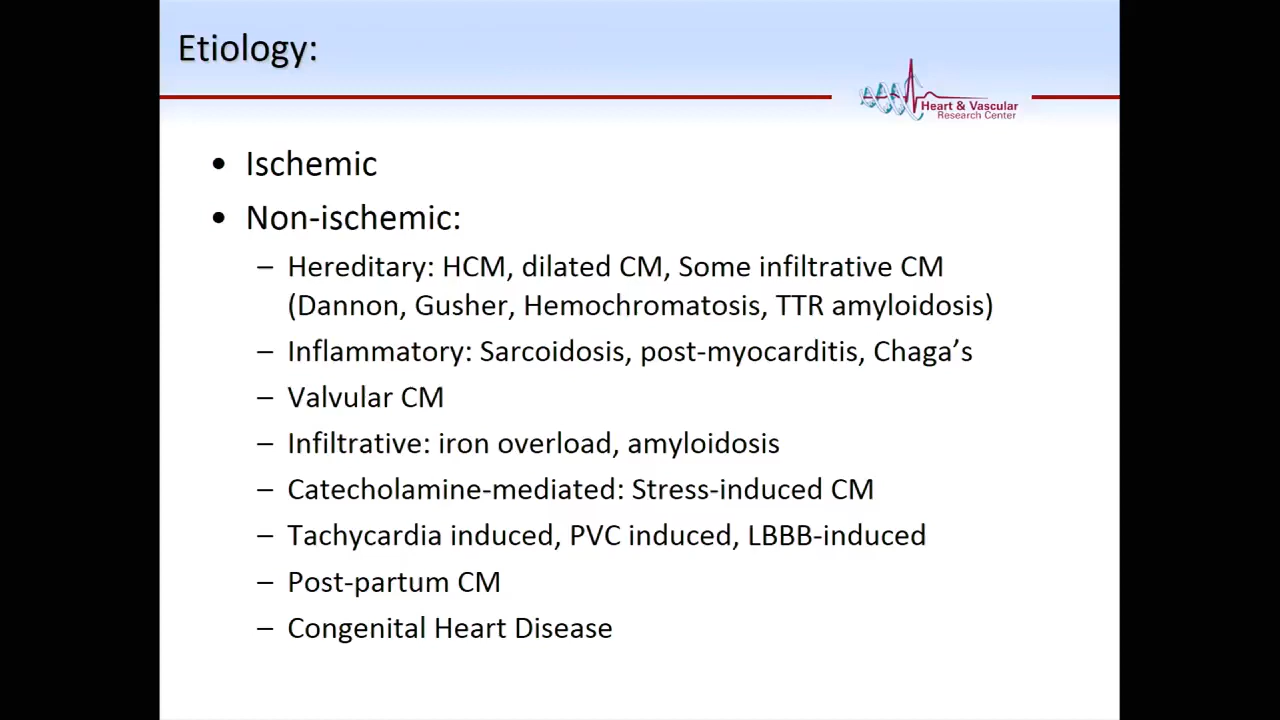 Etiology:
Heart & Vascular
Research Center
• Ischemic
• Non-ischemic:
– Hereditary: HCM, dilated CM, Some infiltrative CM
(Dannon, Gusher, Hemochromatosis, TTR amyloidosis)
– Inflammatory: Sarcoidosis, post-myocarditis, Chaga’s
– Valvular CM
– Infiltrative: iron overload, amyloidosis
– Catecholamine-mediated: Stress-induced CM
– Tachycardia induced, PVC induced, LBBB-induced
– Post-partum CM
– Congenital Heart Disease